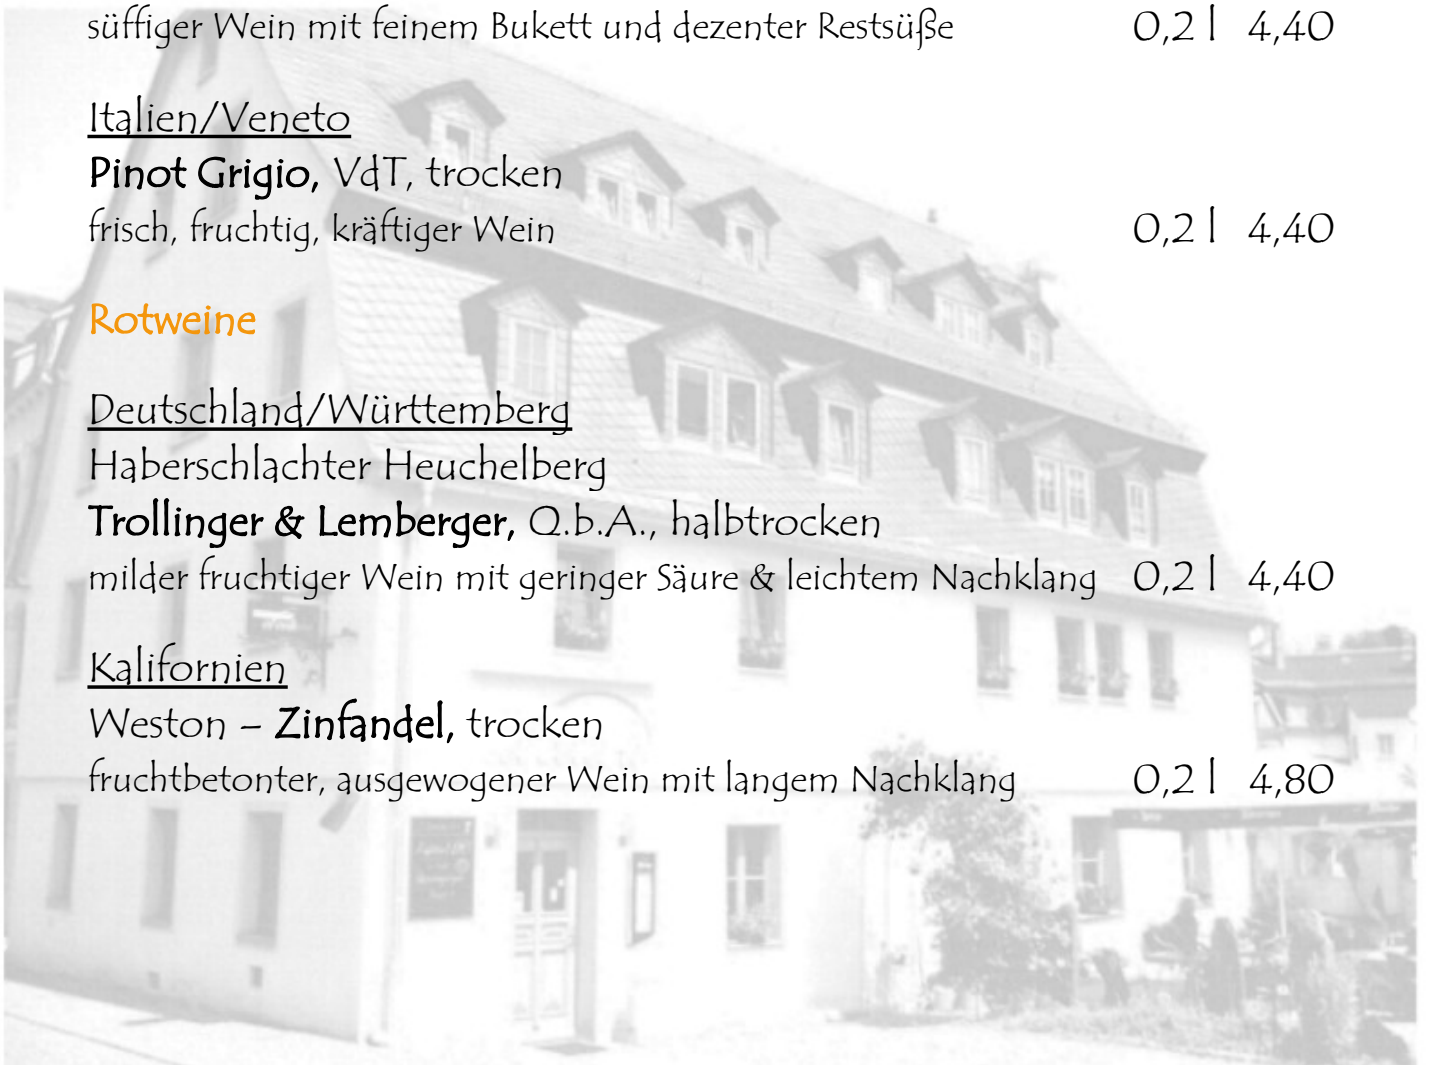 süffiger Wein mit feinem Bukett und dezenter Restsüße 0,2 l 4,40
Italien/Veneto
Pinot Grigio, VdT, trocken
frisch, fruchtig, kräftiger Wein 0,2 l 4,40
Rotweine
Deutschland/Württemberg
Haberschlachter Heuchelberg
Trollinger & Lemberger, Q.b.A., halbtrocken
milder fruchtiger Wein mit geringer Säure & leichtem Nachklang 0,2 l 4,40
Kalifornien
Weston – Zinfandel, trocken
fruchtbetonter, ausgewogener Wein mit langem Nachklang 0,2 l 4,80